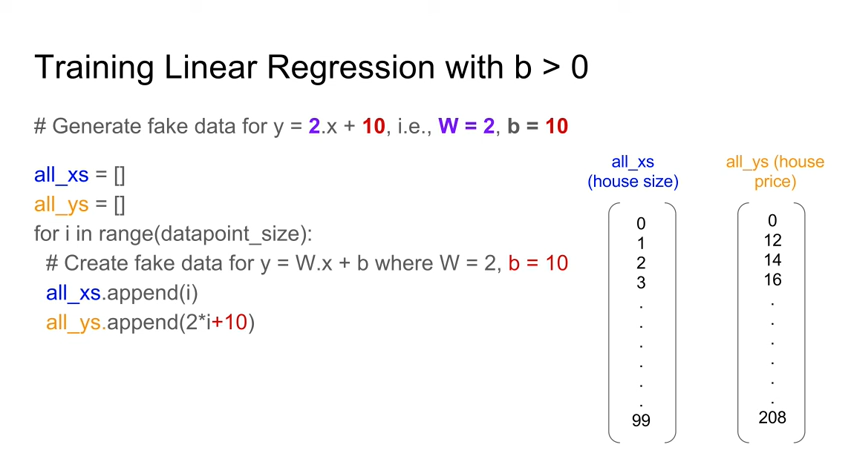 Training Linear Regression with b > 0
# Generate fake data for y = 2.x + 10, i.e., W = 2, b = 10
all_xs = []
all_ys = []
for i in range(datapoint_size):
# Create fake data for y = W.x + b where W = 2, b = 10
all_xs.append(i)
all_ys.append(2*i+10)
all_xs
(house size)
0
1
2
3
.
.
.
.
.
.
99
all_ys (house
price)
0
12
14
16
.
.
.
.
.
.
208